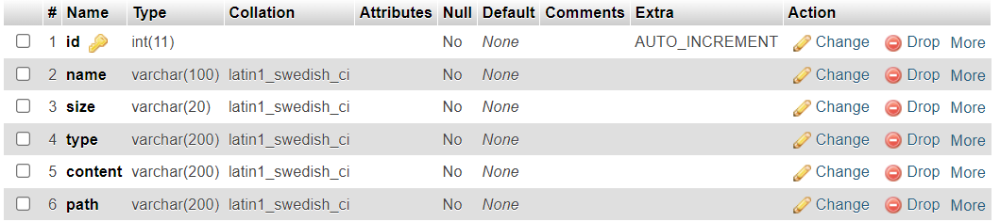 # Name Type Collation Attributes Null Default Comments Extra Action
1 id int(11) No None AUTO_INCREMENT Change Drop More
2 name varchar(100) latin1_swedish_ci No None Change Drop More
3 size varchar(20) latin1_swedish_ci No None Change Drop More
4 type varchar(200) latin1_swedish_ci No None Change Drop More
5 content varchar(200) latin1_swedish_ci No None Change Drop More
6 path varchar(200) latin1_swedish_ci No None Change Drop More